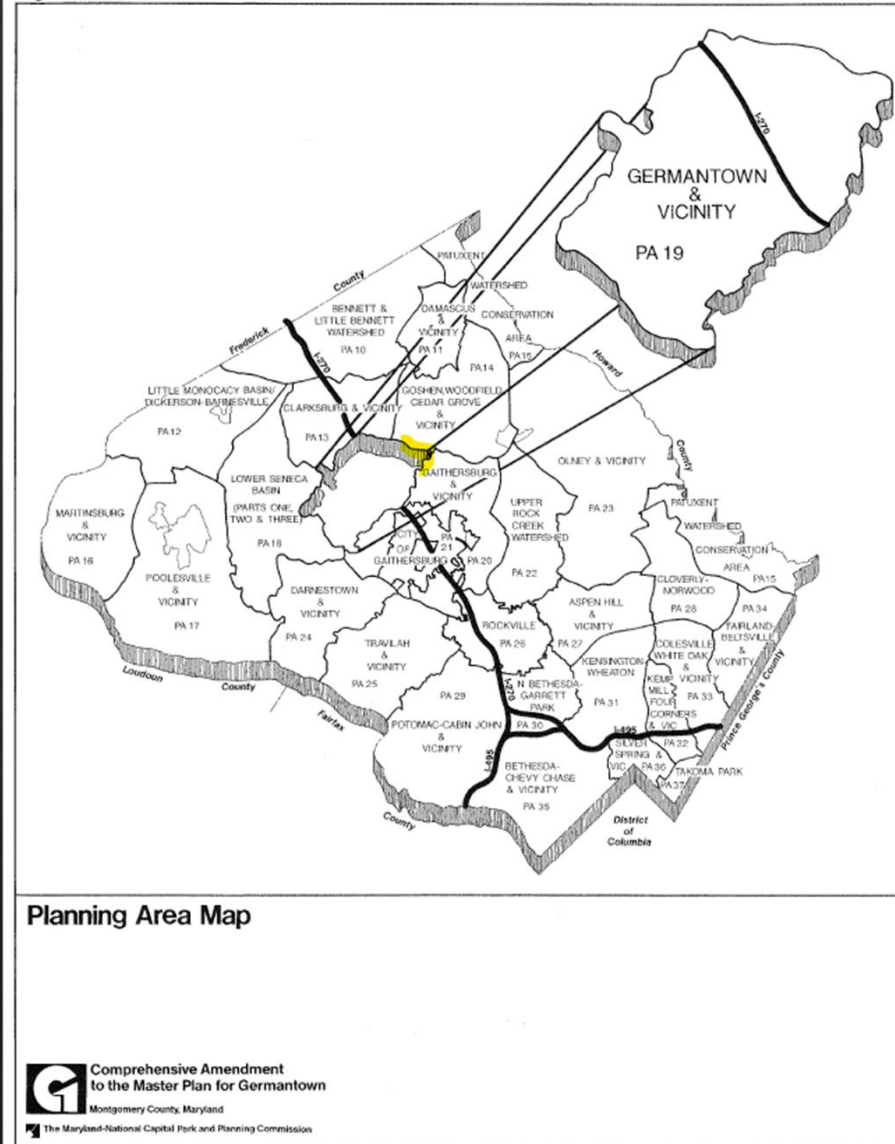 GERMANTOWN
&
ViCINITY
PA 19
I-270
PATUXENT
WATERSHED
CONSERVATION
AREA
PA 15
Frederick
County
BENNETT &
LITTLE BENNETT
WATERSHED
PA 10
DAMASCUS
&
VICINITY
PA 11
I-270
PA 14
GOSHEN, WOODFIELD,
CEDAR GROVE
&
VICINITY
Howard
County
LITTLE MONOCACY BASIN/
DICKERSON-BARNESVILLE
PA 12
CLARKSBURG & VICINITY
PA 13
LOWER SENECA
BASIN
(PARTS ONE,
TWO & THREE)
PA 18
GAITHERSBURG
&
VICINITY
PA 20
OLNEY & VICINITY
PA 23
UPPER
ROCK
CREEK
WATERSHED
PA 22
MARTINSBURG
&
VICINITY
PA 16
POOLESVILLE
&
VICINITY
PA 17
CITY
OF
GAITHERSBURG
PA
21
PATUXENT
WATERSHED
CONSERVATION
AREA
PA 15
DARNESTOWN
&
VICINITY
PA 24
ROCKVILLE
PA 26
ASPEN HILL
&
VICINITY
PA 27
CLOVERLY-
NORWOOD
PA 28
PA 34
FAIRLAND-
BELTSVILLE
&
VICINITY
TRAVILAH
&
VICINITY
PA 25
KENSINGTON-
WHEATON
PA 31
COLESVILLE
WHITE OAK
&
VICINITY
PA 33
KEMP
MILL
FOUR
CORNERS
& VIC
PA 32
PA 29
POTOMAC-CABIN JOHN
&
VICINITY
I-270
N BETHESDA-
GARRETT
PARK
PA 30
I-495
I-495
SILVER
SPRING &
VIC.
PA 36
TAKOMA PARK
PA 37
BETHESDA-
CHEVY CHASE
& VICINITY
PA 35
Loudoun
County
Fairfax
County
Prince George's County
District
of
Columbia
Planning Area Map
Comprehensive Amendment
to the Master Plan for Germantown
Montgomery County, Maryland
The Maryland-National Capital Park and Planning Commission